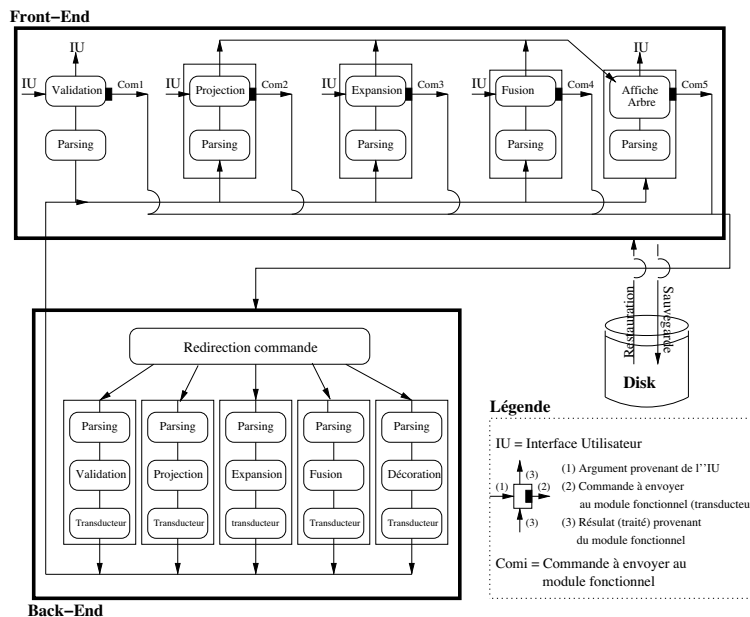 Front−End
IU
IU
IU
IU
IU
IU
Validation
Com1
Projection
Com2
Expansion
Com3
Fusion
Com4
Affiche
Arbre
Com5
Parsing
Parsing
Parsing
Parsing
Parsing
Restauration
Sauvegarde
Disk
Redirection commande
Parsing
Parsing
Parsing
Parsing
Parsing
Validation
Projection
Expansion
Fusion
Décoration
Transducteur
Transducteur
transducteur
Transducteur
Transducteur
Back−End
Légende
IU = Interface Utilisateur
(1)
(3)
(2)
(3)
(1) Argument provenant de l''IU
(2) Commande à envoyer
au module fonctionnel (transducteu
(3) Résulat (traité) provenant
du module fonctionnel
Comi = Commande à envoyer au
module fonctionnel